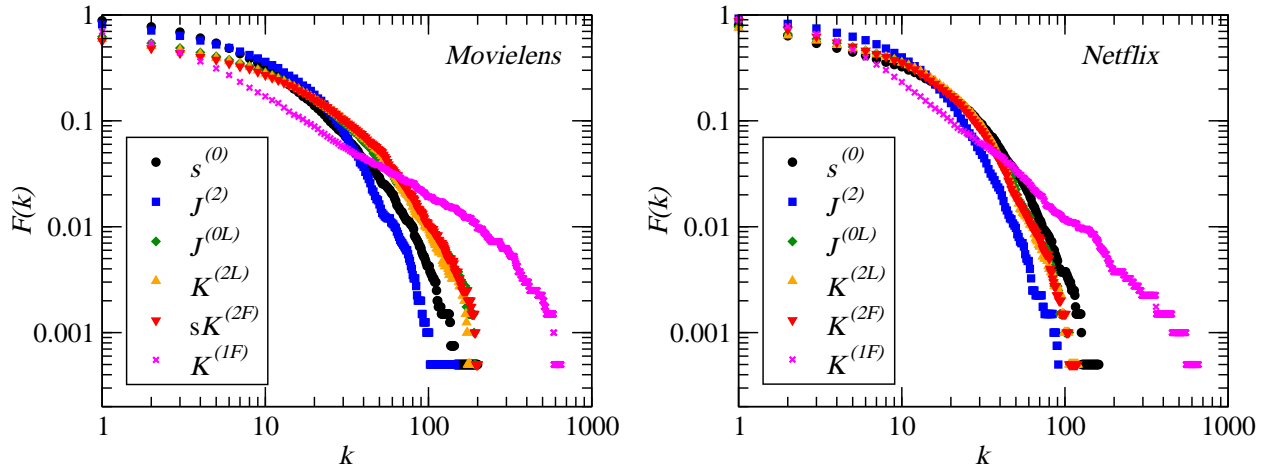 1
0.1
0.01
0.001
F(k)
1 10 100 1000
k
Movielens
s^(0)
J^(2)
J^(0L)
K^(2L)
sK^(2F)
K^(1F)
1
0.1
0.01
0.001
F(k)
1 10 100 1000
k
Netflix
s^(0)
J^(2)
J^(0L)
K^(2L)
K^(2F)
K^(1F)